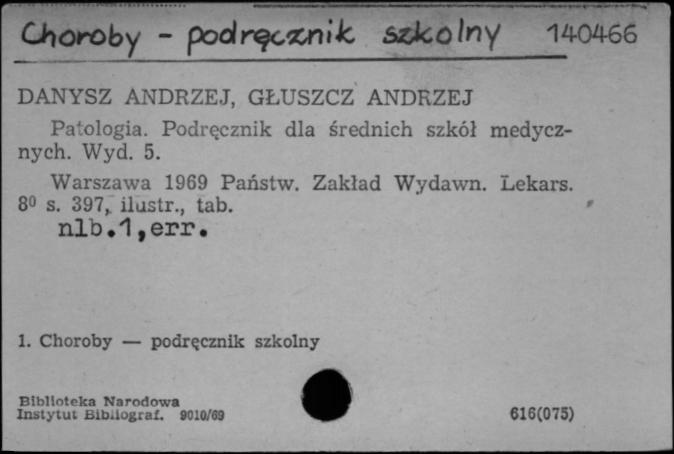 Choroby - podręcznik szkolny 140466
DANYSZ ANDRZEJ, GŁUSZCZ ANDRZEJ
Patologia. Podręcznik dla średnich szkół medycz-
nych. Wyd. 5.
Warszawa 1969 Państw. Zakład Wydawn. Lekars.
8⁰ s. 397, ilustr., tab.
nlb.1,err.
1. Choroby — podręcznik szkolny
Biblioteka Narodowa
Instytut Bibliograf. 9010/69 616(075)